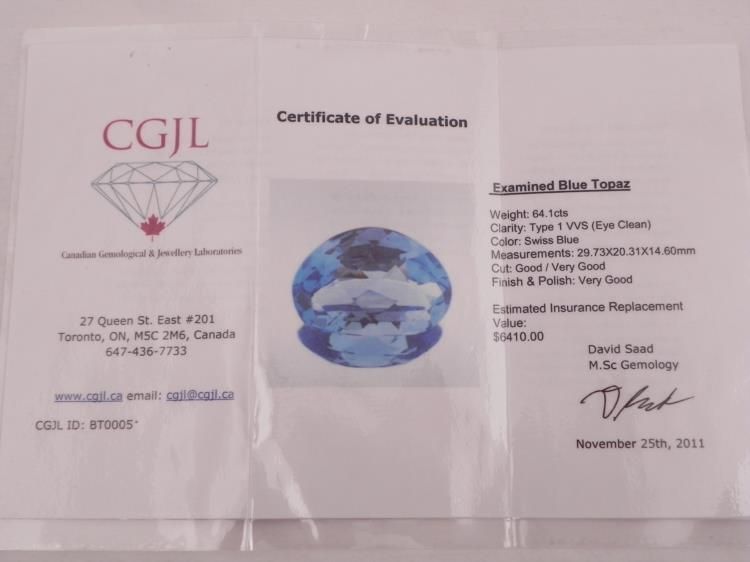 CGJL
Canadian Gemological & Jewellery Laboratories
27 Queen St. East #201
Toronto, ON, M5C 2M6, Canada
647-436-7733
www.cgjl.ca email: cgjl@cgjl.ca
CGJL ID: BT0005
Certificate of Evaluation
Examined Blue Topaz
Weight: 64.1cts
Clarity: Type 1 VVS (Eye Clean)
Color: Swiss Blue
Measurements: 29.73X20.31X14.60mm
Cut: Good / Very Good
Finish & Polish: Very Good
Estimated Insurance Replacement
Value:
$6410.00
David Saad
M.Sc Gemology
November 25th, 2011